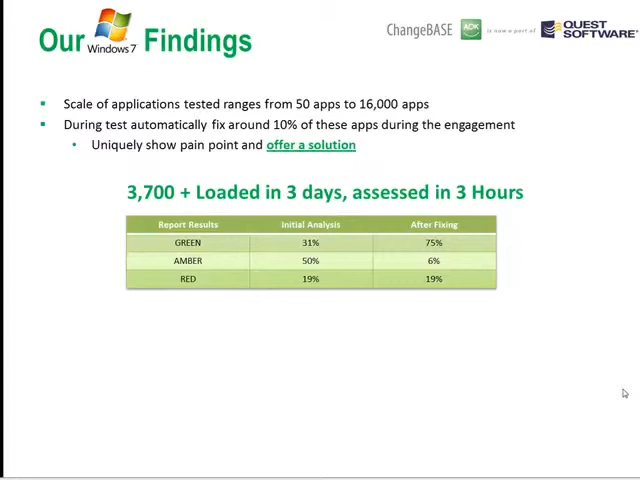 Our Windows 7 Findings
ChangeBASE AOK is now a part of QUEST SOFTWARE
Scale of applications tested ranges from 50 apps to 16,000 apps
During test automatically fix around 10% of these apps during the engagement
Uniquely show pain point and offer a solution
3,700 + Loaded in 3 days, assessed in 3 Hours
Report Results Initial Analysis After Fixing
GREEN 31% 75%
AMBER 50% 6%
RED 19% 19%